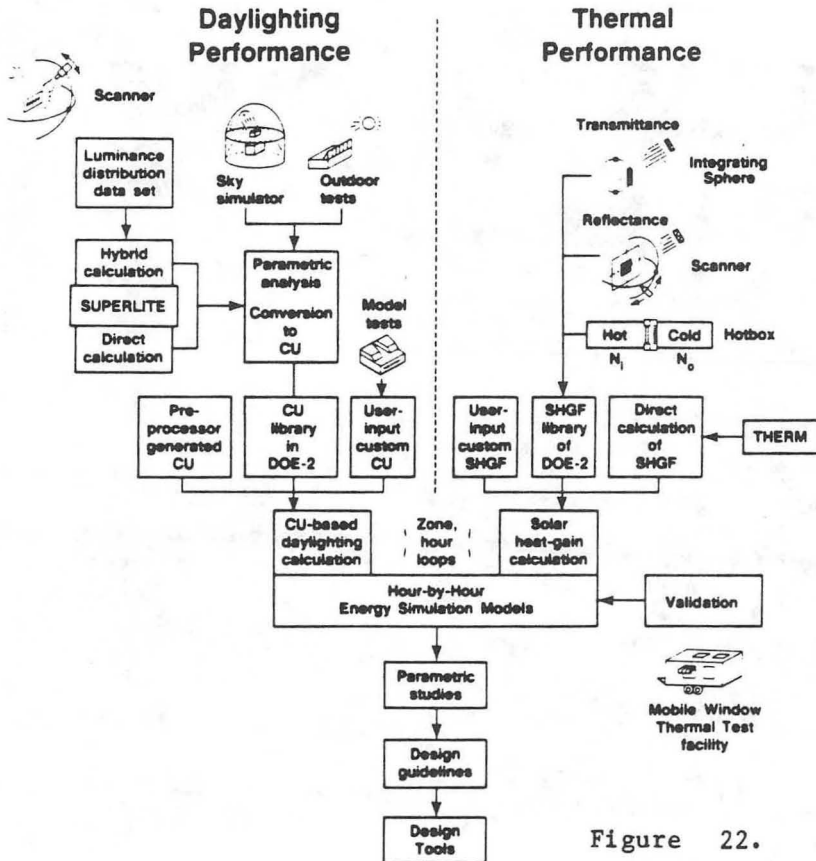 Daylighting
Performance
Thermal
Performance
Scanner
Luminance
distribution
data set
Sky
simulator
Outdoor
tests
Transmittance
Integrating
Sphere
Reflectance
Scanner
Hybrid
calculation
SUPERLITE
Direct
calculation
Parametric
analysis
Conversion
to
CU
Model
tests
Hot
Cold
Hotbox
Ni
No
Pre-
processor
generated
CU
CU
library
in
DOE-2
User-
input
custom
CU
User-
input
custom
SHGF
SHGF
library
of
DOE-2
Direct
calculation
of
SHGF
THERM
CU-based
daylighting
calculation
Zone,
hour
loops
Solar
heat-gain
calculation
Hour-by-Hour
Energy Simulation Models
Validation
Parametric
studies
Mobile Window
Thermal Test
facility
Design
guidelines
Design
Tools
Figure 22.